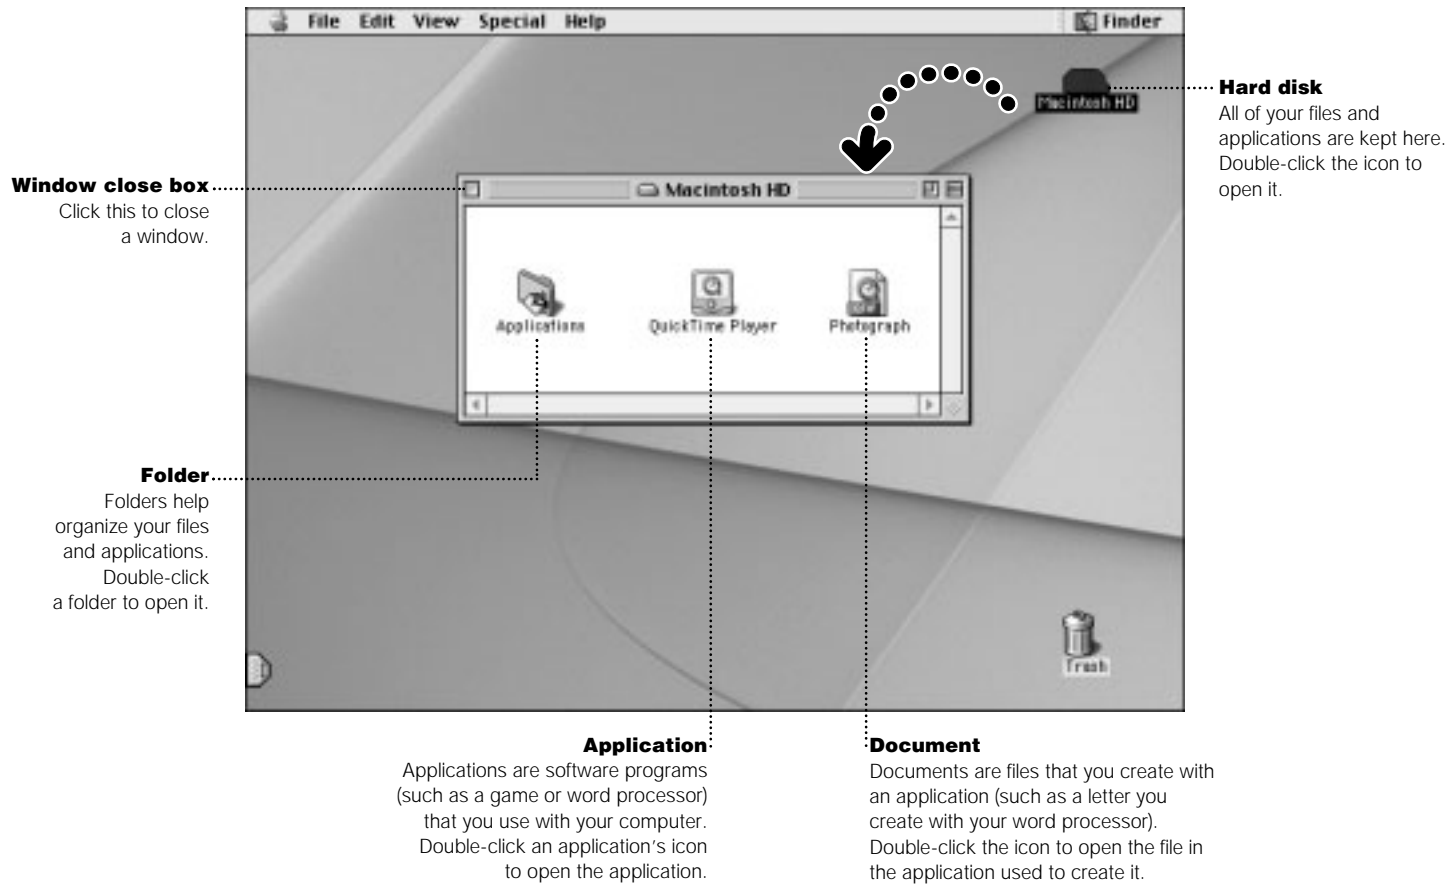 File Edit View Special Help
Finder
Macintosh HD
Hard disk
All of your files and
applications are kept here.
Double-click the icon to
open it.
Window close box
Click this to close
a window.
Macintosh HD
Applications
QuickTime Player
Photograph
Folder
Folders help
organize your files
and applications.
Double-click
a folder to open it.
Trash
Application
Applications are software programs
(such as a game or word processor)
that you use with your computer.
Double-click an application’s icon
to open the application.
Document
Documents are files that you create with
an application (such as a letter you
create with your word processor).
Double-click the icon to open the file in
the application used to create it.